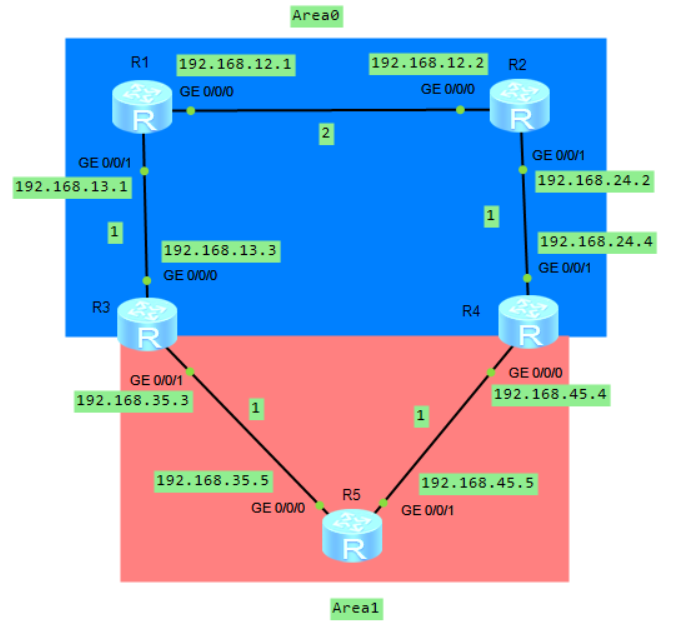 Area0
R1
192.168.12.1
192.168.12.2
R2
GE 0/0/0
GE 0/0/0
2
GE 0/0/1
192.168.13.1
GE 0/0/1
192.168.24.2
1
1
192.168.13.3
GE 0/0/0
192.168.24.4
GE 0/0/1
R3
R4
R
R
R
R
GE 0/0/1
192.168.35.3
GE 0/0/0
192.168.45.4
1
1
192.168.35.5
GE 0/0/0
192.168.45.5
GE 0/0/1
R5
R
Area1